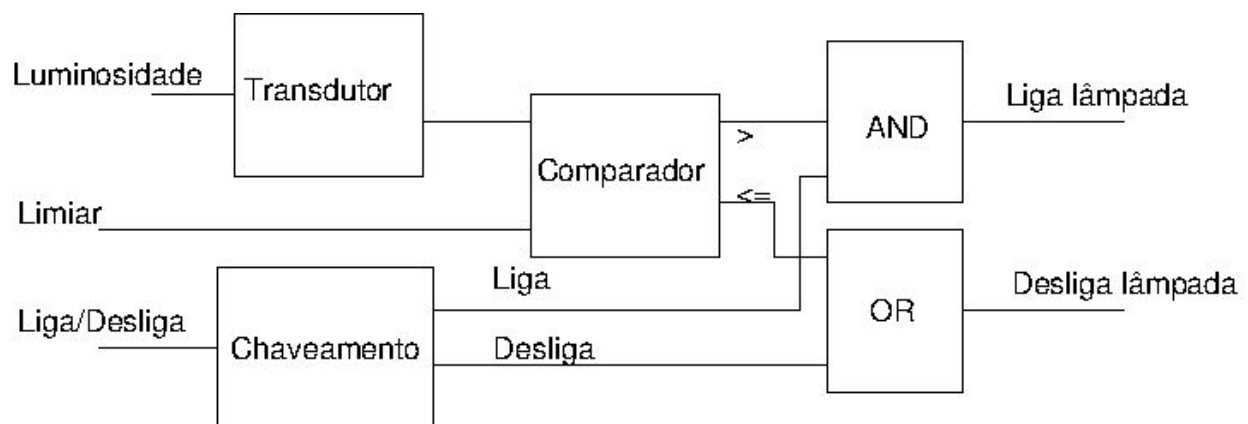 Luminosidade
Transdutor
Limiar
Comparador
>
<=
AND
Liga lâmpada
Liga/Desliga
Chaveamento
Liga
Desliga
OR
Desliga lâmpada